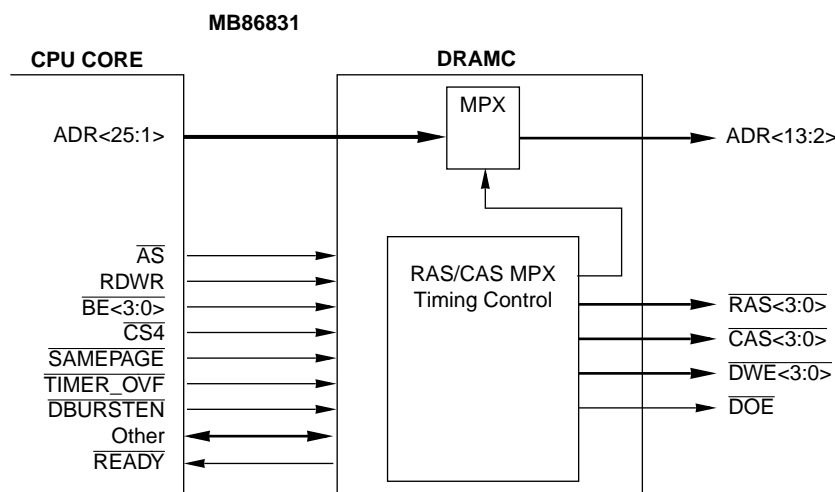 MB86831
CPU CORE
DRAMC
MPX
ADR<25:1>
ADR<13:2>
AS
RDWR
BE<3:0>
CS4
SAMEPAGE
TIMER_OVF
DBURSTEN
Other
READY
RAS/CAS MPX
Timing Control
RAS<3:0>
CAS<3:0>
DWE<3:0>
DOE